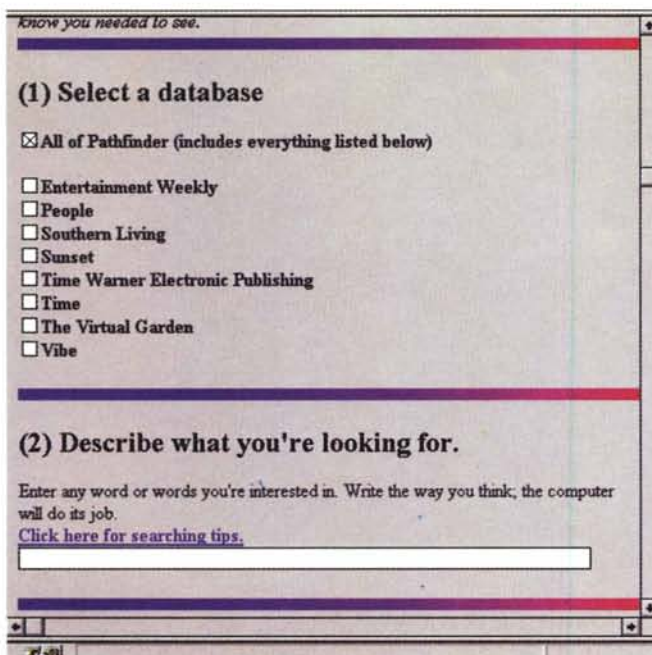 know you needed to see.
(1) Select a database
All of Pathfinder (includes everything listed below)
Entertainment Weekly
People
Southern Living
Sunset
Time Warner Electronic Publishing
Time
The Virtual Garden
Vibe
(2) Describe what you're looking for.
Enter any word or words you're interested in. Write the way you think; the computer
will do its job.
Click here for searching tips.